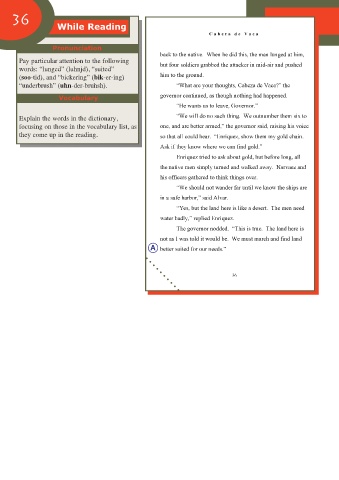 36
While Reading
Pronunciation
Pay particular attention to the following
words: "lunged" (luhnjd), "suited"
(soo-tid), and "bickering" (bik-er-ing)
"underbrush" (uhn-der-bruhsh).
Vocabulary
Explain the words in the dictionary,
focusing on those in the vocabulary list, as
they come up in the reading.
Cabeza de Vaca
back to the native. When he did this, the man lunged at him,
but four soldiers grabbed the attacker in mid-air and pushed
him to the ground.
"What are your thoughts, Cabeza de Vaca?" the
governor continued, as though nothing had happened.
"He wants us to leave, Governor."
"We will do no such thing. We outnumber them six to
one, and are better armed," the governor said, raising his voice
so that all could hear. "Enriquez, show them my gold chain.
Ask if they know where we can find gold."
Enriquez tried to ask about gold, but before long, all
the native men simply turned and walked away. Narvaez and
his officers gathered to think things over.
"We should not wander far until we know the ships are
in a safe harbor," said Alvar.
"Yes, but the land here is like a desert. The men need
water badly," replied Enriquez.
The governor nodded. "This is true. The land here is
not as I was told it would be. We must march and find land
A better suited for our needs."
36